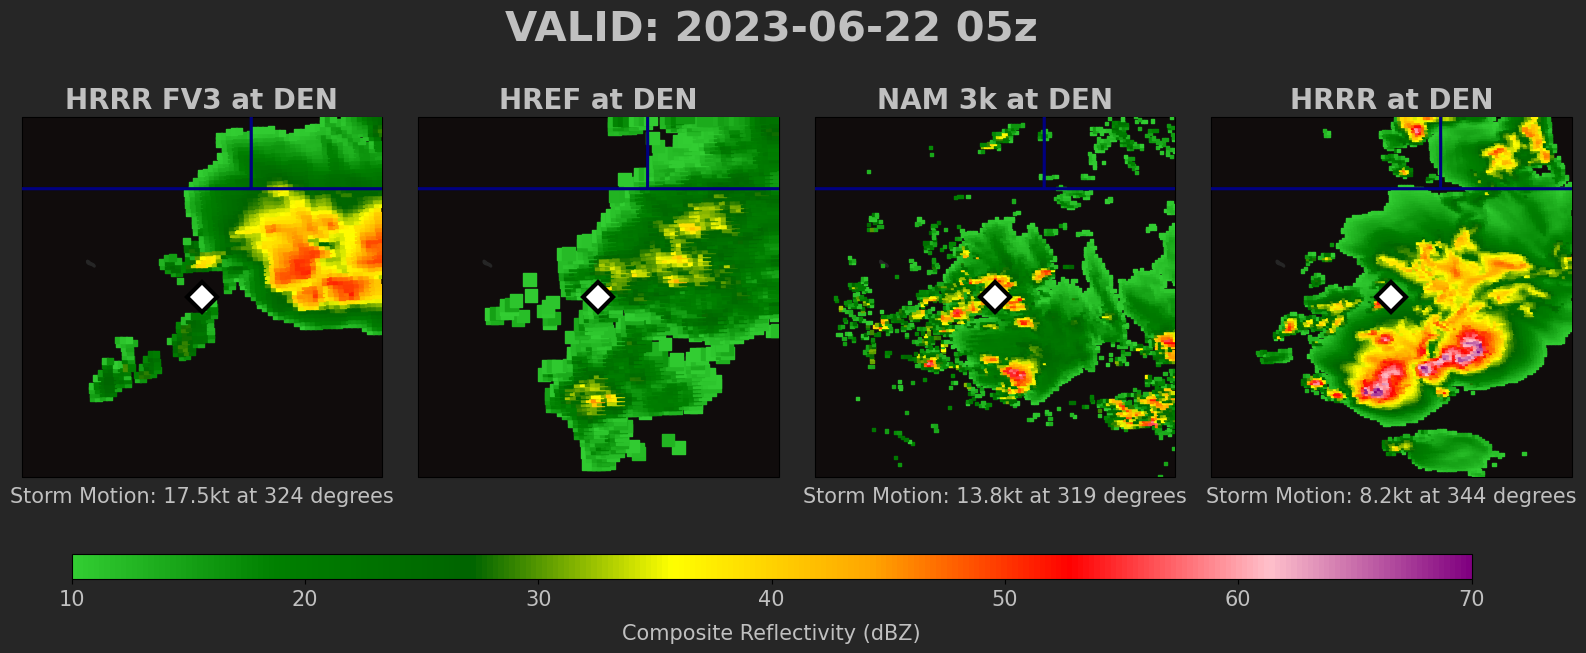 VALID: 2023-06-22 05z
HRRR FV3 at DEN
HREF at DEN
NAM 3k at DEN
HRRR at DEN
Storm Motion: 17.5kt at 324 degrees
Storm Motion: 13.8kt at 319 degrees
Storm Motion: 8.2kt at 344 degrees
10 20 30 40 50 60 70
Composite Reflectivity (dBZ)